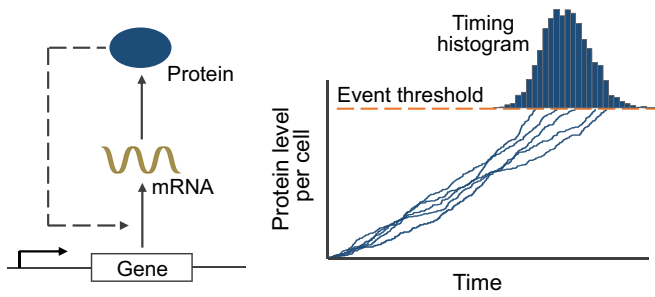 Protein
mRNA
Gene
Timing
histogram
Event threshold
Protein level
per cell
Time